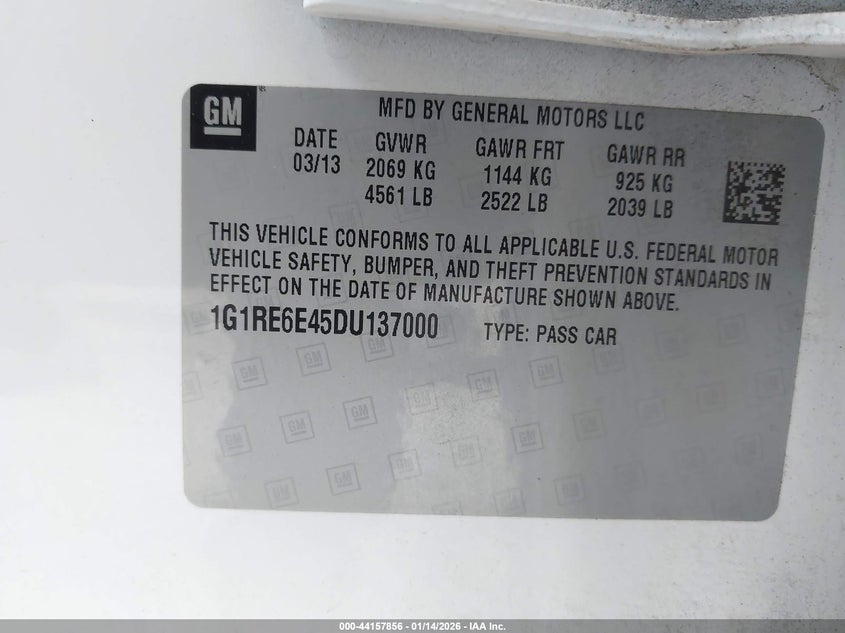 GM
MFD BY GENERAL MOTORS LLC
DATE GVWR GAWR FRT GAWR RR
03/13 2069 KG 1144 KG 925 KG
4561 LB 2522 LB 2039 LB
THIS VEHICLE CONFORMS TO ALL APPLICABLE U.S. FEDERAL MOTOR
VEHICLE SAFETY, BUMPER, AND THEFT PREVENTION STANDARDS IN
EFFECT ON THE DATE OF MANUFACTURE SHOWN ABOVE.
1G1RE6E45DU137000 TYPE: PASS CAR
000-44157856 - 01/14/2026 - IAA Inc.